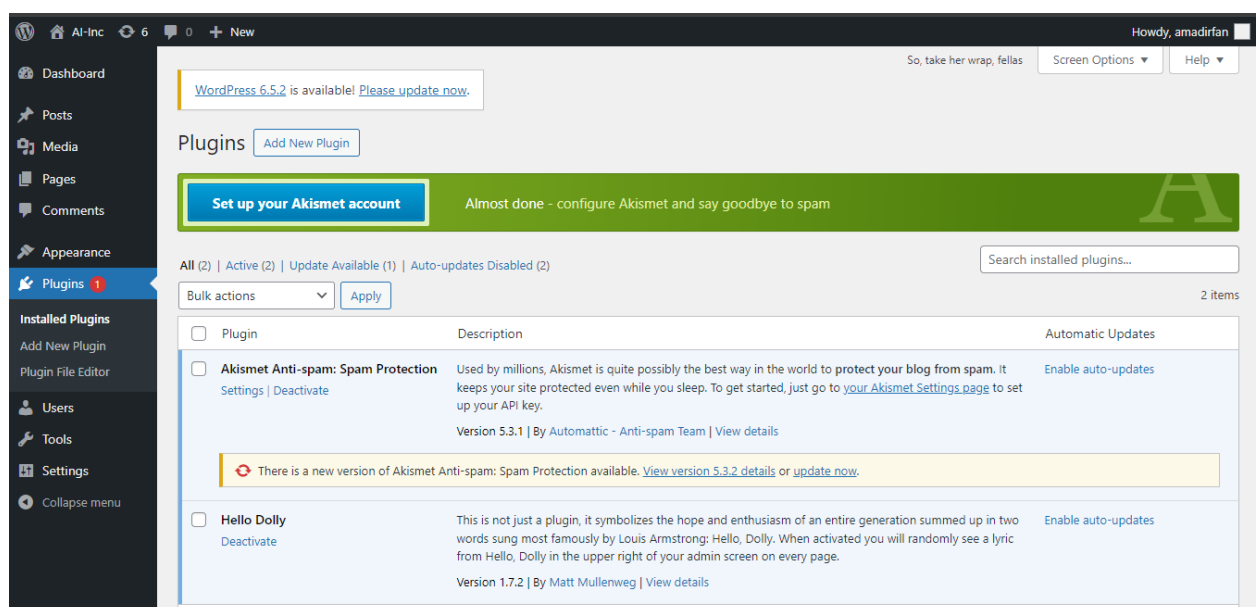 AI-Inc 6 0 + New Howdy, amadirfan
Dashboard
Posts
Media
Pages
Comments
Appearance
Plugins 1
Installed Plugins
Add New Plugin
Plugin File Editor
Users
Tools
Settings
Collapse menu
So, take her wrap, fellas Screen Options ▼ Help ▼
WordPress 6.5.2 is available! Please update now.
Plugins Add New Plugin
Set up your Akismet account Almost done - configure Akismet and say goodbye to spam
A
All (2) | Active (2) | Update Available (1) | Auto-updates Disabled (2)
Search installed plugins...
Bulk actions Apply 2 items
Plugin Description Automatic Updates
Akismet Anti-spam: Spam Protection
Settings | Deactivate
Used by millions, Akismet is quite possibly the best way in the world to protect your blog from spam. It
keeps your site protected even while you sleep. To get started, just go to your Akismet Settings page to set
up your API key.
Version 5.3.1 | By Automattic - Anti-spam Team | View details
Enable auto-updates
There is a new version of Akismet Anti-spam: Spam Protection available. View version 5.3.2 details or update now.
Hello Dolly
Deactivate
This is not just a plugin, it symbolizes the hope and enthusiasm of an entire generation summed up in two
words sung most famously by Louis Armstrong: Hello, Dolly. When activated you will randomly see a lyric
from Hello, Dolly in the upper right of your admin screen on every page.
Version 1.7.2 | By Matt Mullenweg | View details
Enable auto-updates